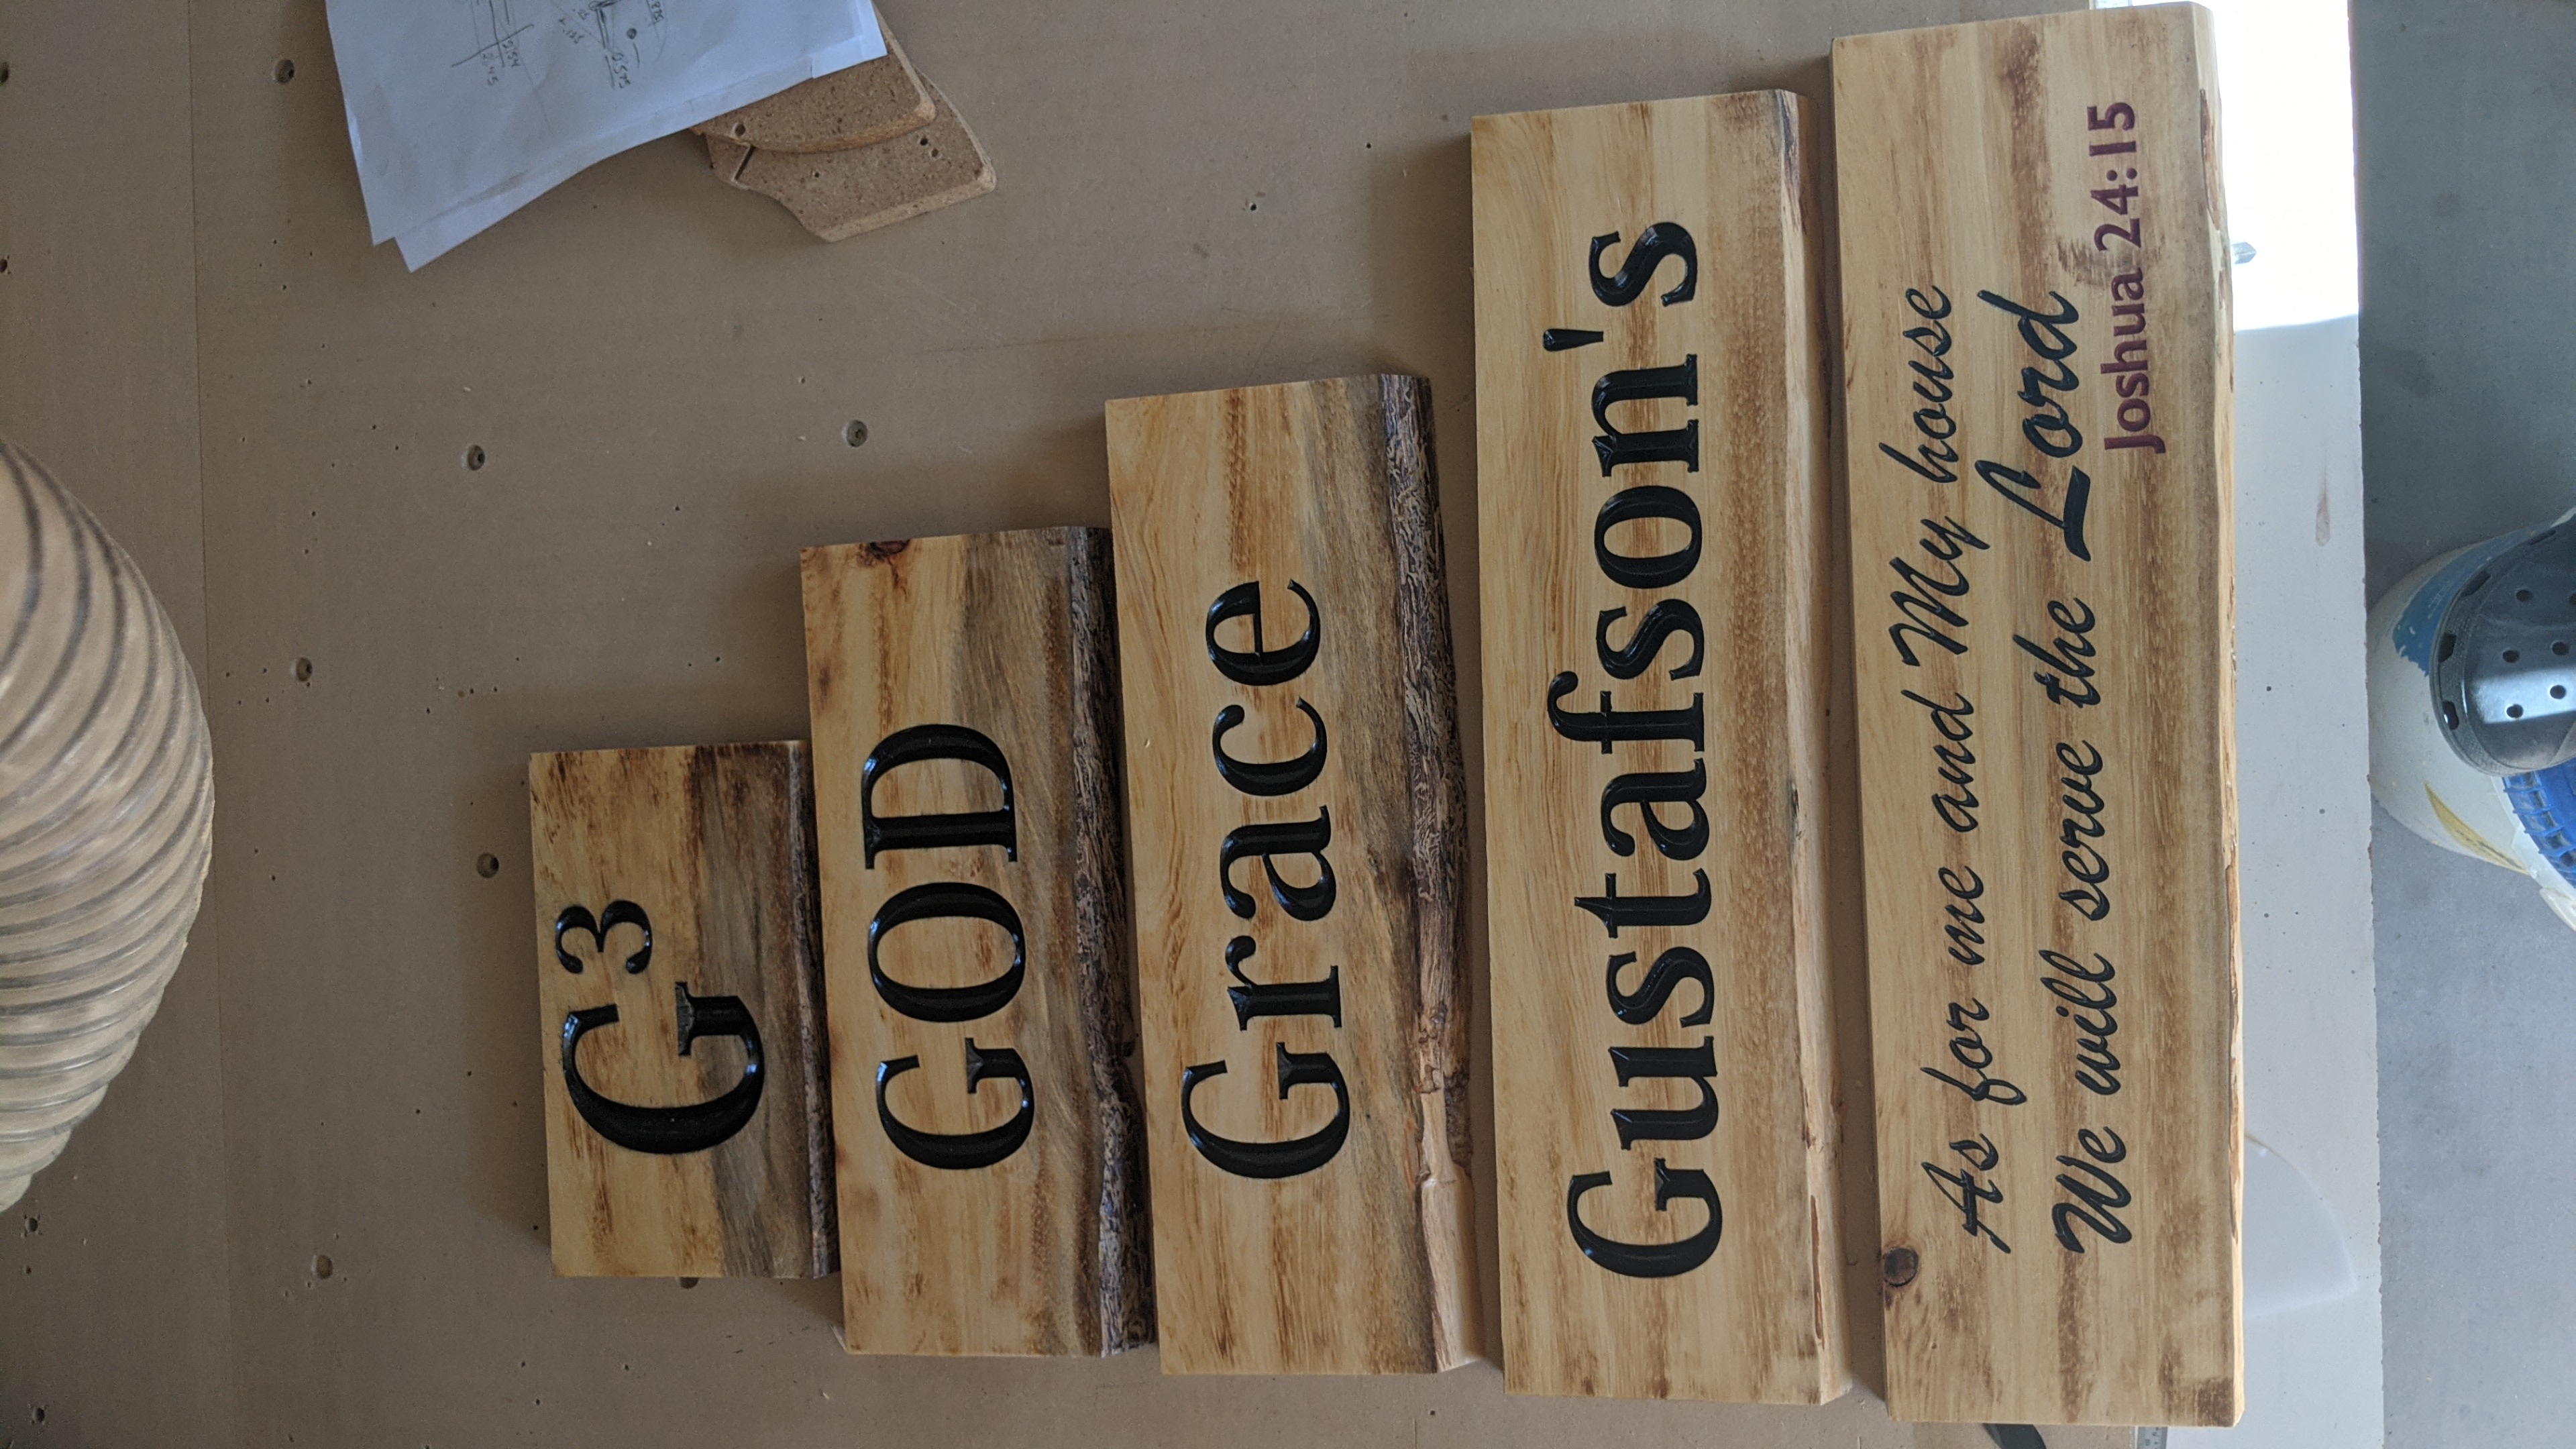 G³
GOD
Grace
Gustafson's
As for me and My house
We will serve the Lord
Joshua 24:15